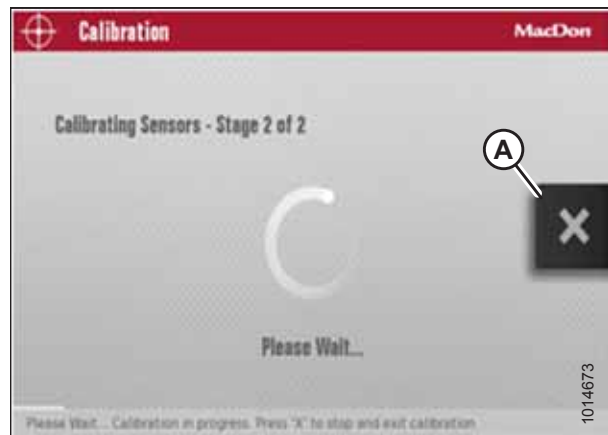 Calibration
MacDon
Calibrating Sensors - Stage 2 of 2
A
X
Please Wait...
Please Wait... Calibration in progress. Press "X" to stop and exit calibration
1014673